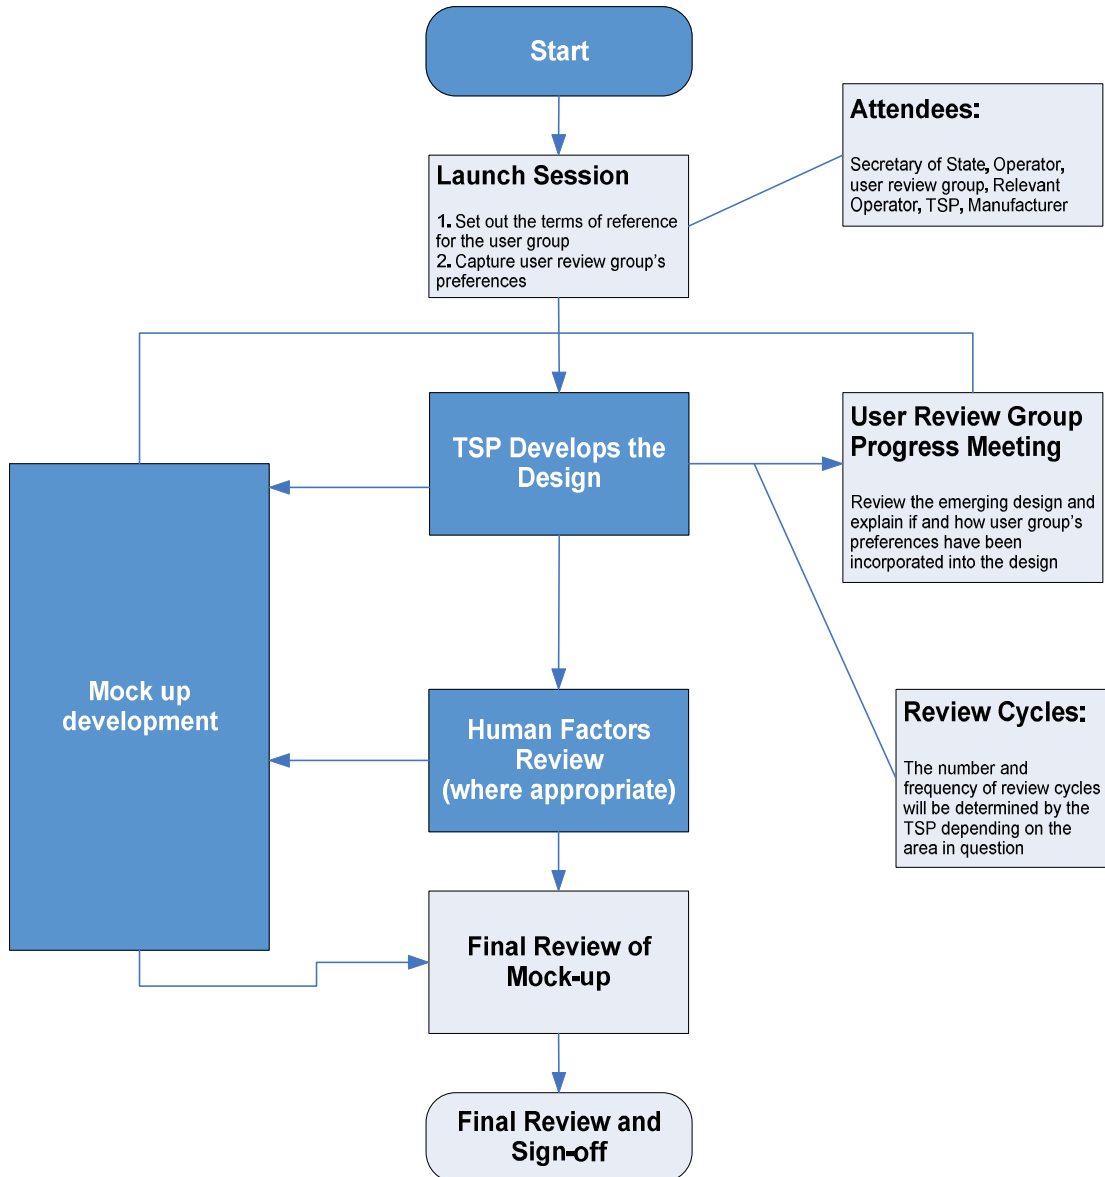 Start
Attendees:
Secretary of State, Operator,
user review group, Relevant
Operator, TSP, Manufacturer
Launch Session
1. Set out the terms of reference
for the user group
2. Capture user review group's
preferences
TSP Develops the
Design
User Review Group
Progress Meeting
Review the emerging design and
explain if and how user group's
preferences have been
incorporated into the design
Mock up
development
Human Factors
Review
(where appropriate)
Review Cycles:
The number and
frequency of review cycles
will be determined by the
TSP depending on the
area in question
Final Review of
Mock-up
Final Review and
Sign-off